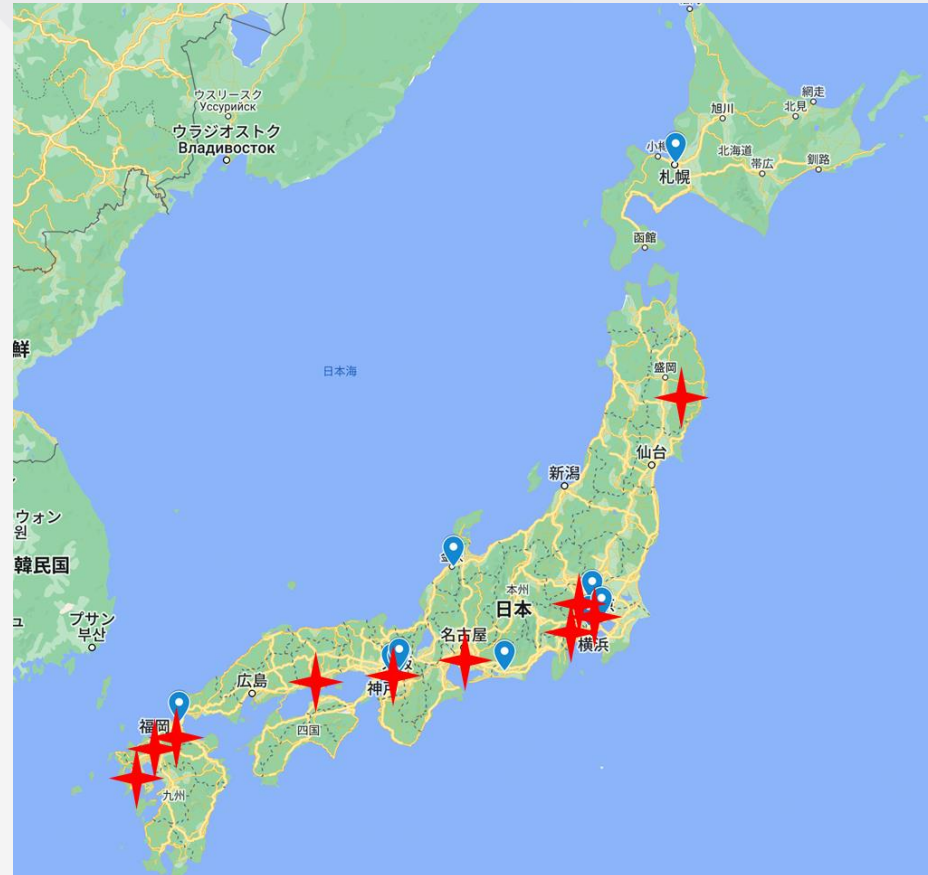 ウスリースク
Уссурийск
ウラジオストク
Владивосток
網走
旭川
北見
北海道
帯広
釧路
札幌
函館
鮮
日本海
盛岡
仙台
新潟
ウォン
韓民国
本州
日本
プサン
부산
名古屋
横浜
広島
神戸
四国
福岡
九州